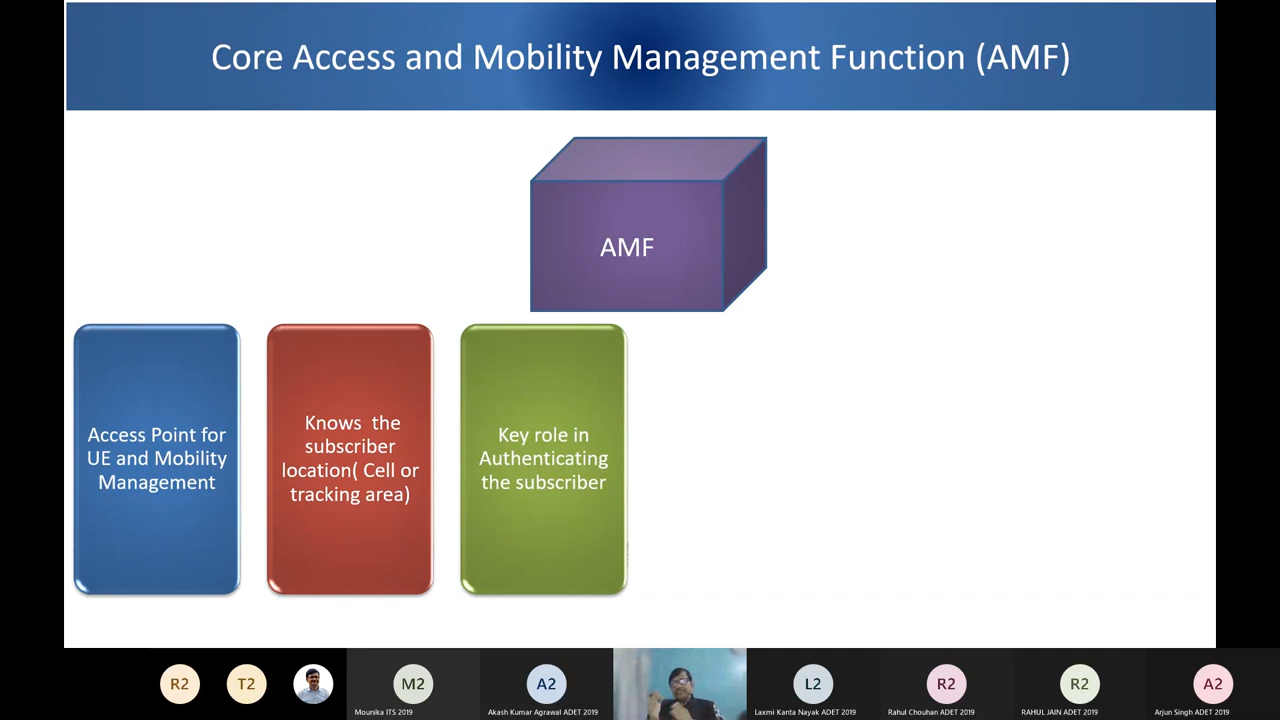 Core Access and Mobility Management Function (AMF)
AMF
Access Point for
UE and Mobility
Management
Knows the
subscriber
location( Cell or
tracking area)
Key role in
Authenticating
the subscriber
R2
T2
M2
Mounika ITS 2019
A2
Akash Kumar Agrawal ADET 2019
L2
Laxmi Kanta Nayak ADET 2019
R2
Rahul Chouhan ADET 2019
R2
RAHUL JAIN ADET 2019
A2
Arjun Singh ADET 2019